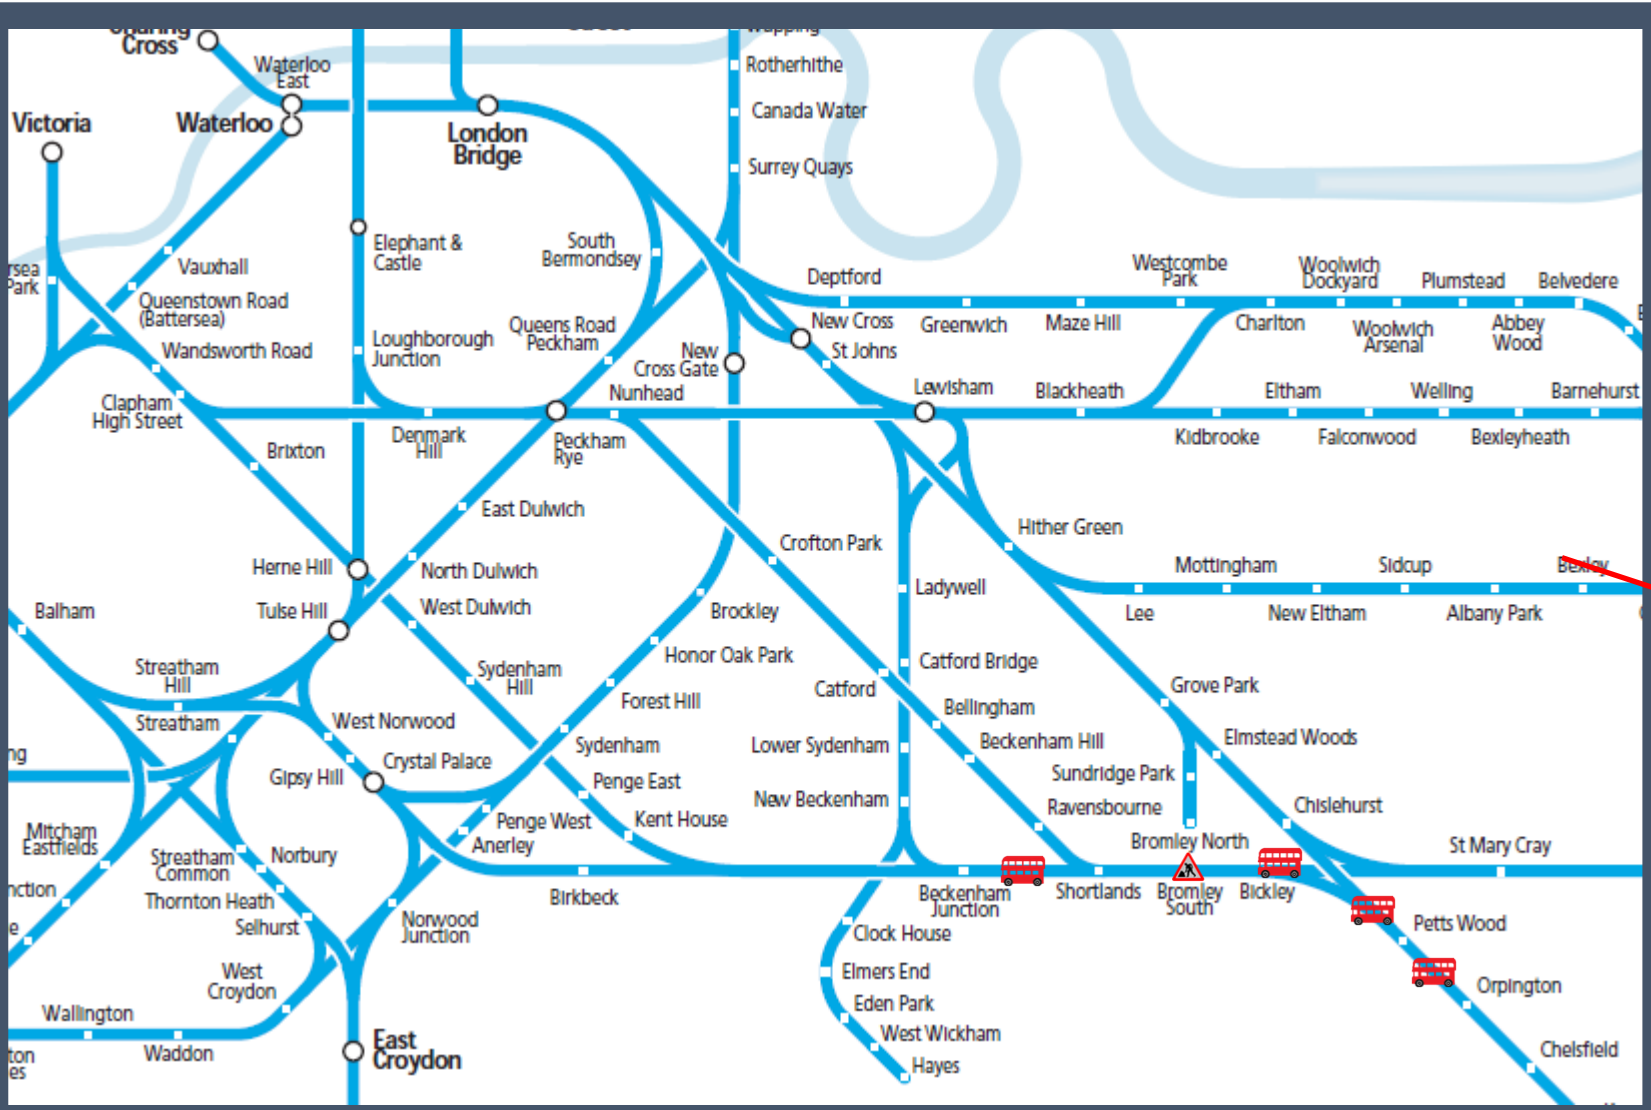 Cross
Waterloo
East
Victoria
Waterloo
London
Bridge
Wapping
Rotherhithe
Canada Water
Surrey Quays
Elephant &
Castle
South
Bermondsey
Vauxhall
Park
Queenstown Road
(Battersea)
Wandsworth Road
Loughborough
Junction
Queens Road
Peckham
New
Cross Gate
Nunhead
Deptford
New Cross
St Johns
Greenwich
Maze Hill
Westcombe
Park
Charlton
Woolwich
Dockyard
Woolwich
Arsenal
Plumstead
Abbey
Wood
Belvedere
Lewisham
Blackheath
Kidbrooke
Eltham
Falconwood
Welling
Bexleyheath
Barnehurst
Clapham
High Street
Denmark
Hill
Peckham
Rye
Brixton
East Dulwich
North Dulwich
West Dulwich
Herne Hill
Tulse Hill
Crofton Park
Hither Green
Ladywell
Mottingham
Sidcup
Bexley
Lee
New Eltham
Albany Park
Balham
Streatham
Hill
Streatham
Sydenham
Hill
Brockley
Honor Oak Park
Forest Hill
Sydenham
Catford Bridge
Catford
Bellingham
Grove Park
West Norwood
Crystal Palace
Gipsy Hill
Penge East
Lower Sydenham
Beckenham Hill
Elmstead Woods
Sundridge Park
New Beckenham
Ravensbourne
Chislehurst
Penge West
Kent House
Anerley
Bromley North
St Mary Cray
Mitcham
Eastfields
Streatham
Common
Norbury
Thornton Heath
Selhurst
Birkbeck
Beckenham
Junction
Shortlands
Bromley
South
Bickley
Norwood
Junction
Clock House
Petts Wood
West
Croydon
Elmers End
Orpington
Eden Park
Wallington
Waddon
East
Croydon
West Wickham
Hayes
Chelsfield